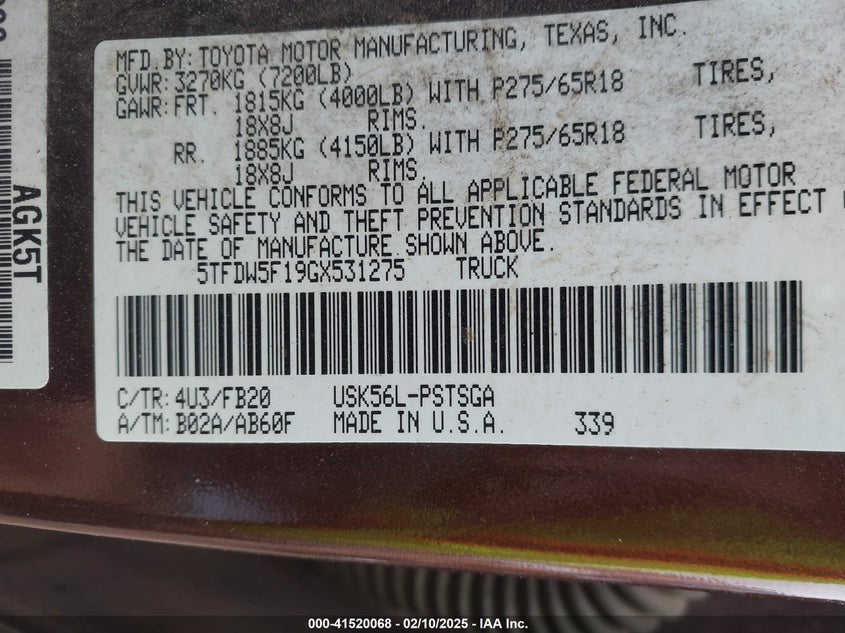 MFD. BY: TOYOTA MOTOR MANUFACTURING, TEXAS, INC.
GVWR: 3270KG (7200LB)
GAWR: FRT. 1815KG (4000LB) WITH P275/65R18 TIRES,
18X8J RIMS.
RR. 1885KG (4150LB) WITH P275/65R18 TIRES,
18X8J RIMS.
THIS VEHICLE CONFORMS TO ALL APPLICABLE FEDERAL MOTOR
VEHICLE SAFETY AND THEFT PREVENTION STANDARDS IN EFFECT
THE DATE OF MANUFACTURE SHOWN ABOVE.
5TFDW5F19GX531275 TRUCK
C/TR: 4U3/FB20 USK56L-PSTSGA
A/TM: B02A/AB60F MADE IN U.S.A. 339
AGK5T
000-41520068 — 02/10/2025 — IAA Inc.